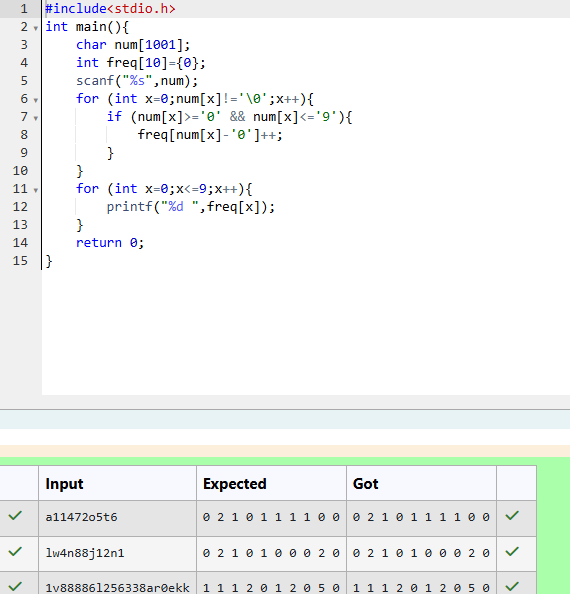 1 #include<stdio.h>
2 int main(){
3 char num[1001];
4 int freq[10]={0};
5 scanf("%s",num);
6 for (int x=0;num[x]!='\0';x++){
7 if (num[x]>='0' && num[x]<='9'){
8 freq[num[x]-'0']++;
9 }
10 }
11 for (int x=0;x<=9;x++){
12 printf("%d ",freq[x]);
13 }
14 return 0;
15 }
Input Expected Got
a11472o5t6 0 2 1 0 1 1 1 1 0 0 0 2 1 0 1 1 1 1 0 0
lw4n88j12n1 0 2 1 0 1 0 0 0 2 0 0 2 1 0 1 0 0 0 2 0
1v88886l256338ar0ekk 1 1 1 2 0 1 2 0 5 0 1 1 1 2 0 1 2 0 5 0